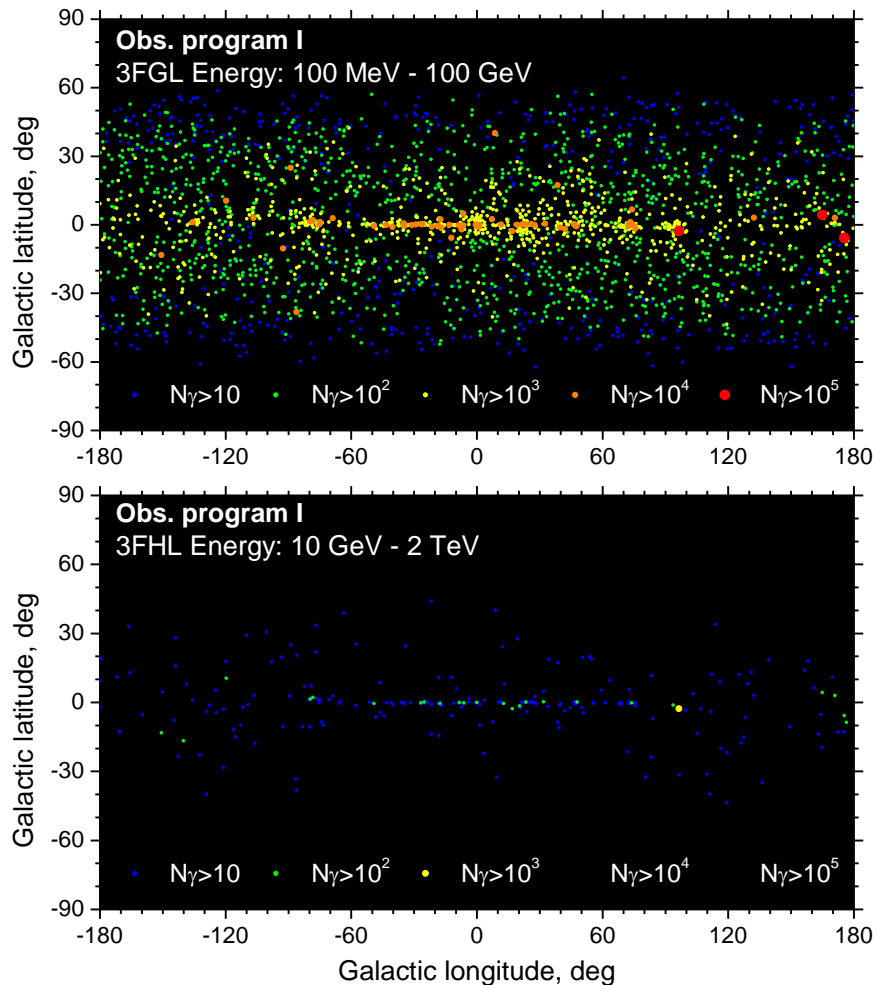 Obs. program I
3FGL Energy: 100 MeV - 100 GeV
90
60
30
0
-30
-60
-90
Galactic latitude, deg
Nγ>10 Nγ>10² Nγ>10³ Nγ>10⁴ Nγ>10⁵
-180 -120 -60 0 60 120 180
Obs. program I
3FHL Energy: 10 GeV - 2 TeV
90
60
30
0
-30
-60
-90
Galactic latitude, deg
Nγ>10 Nγ>10² Nγ>10³ Nγ>10⁴ Nγ>10⁵
-180 -120 -60 0 60 120 180
Galactic longitude, deg